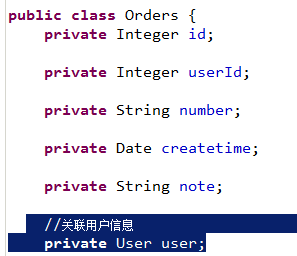 public class Orders {
private Integer id;
private Integer userId;
private String number;
private Date createtime;
private String note;
//关联用户信息
private User user;